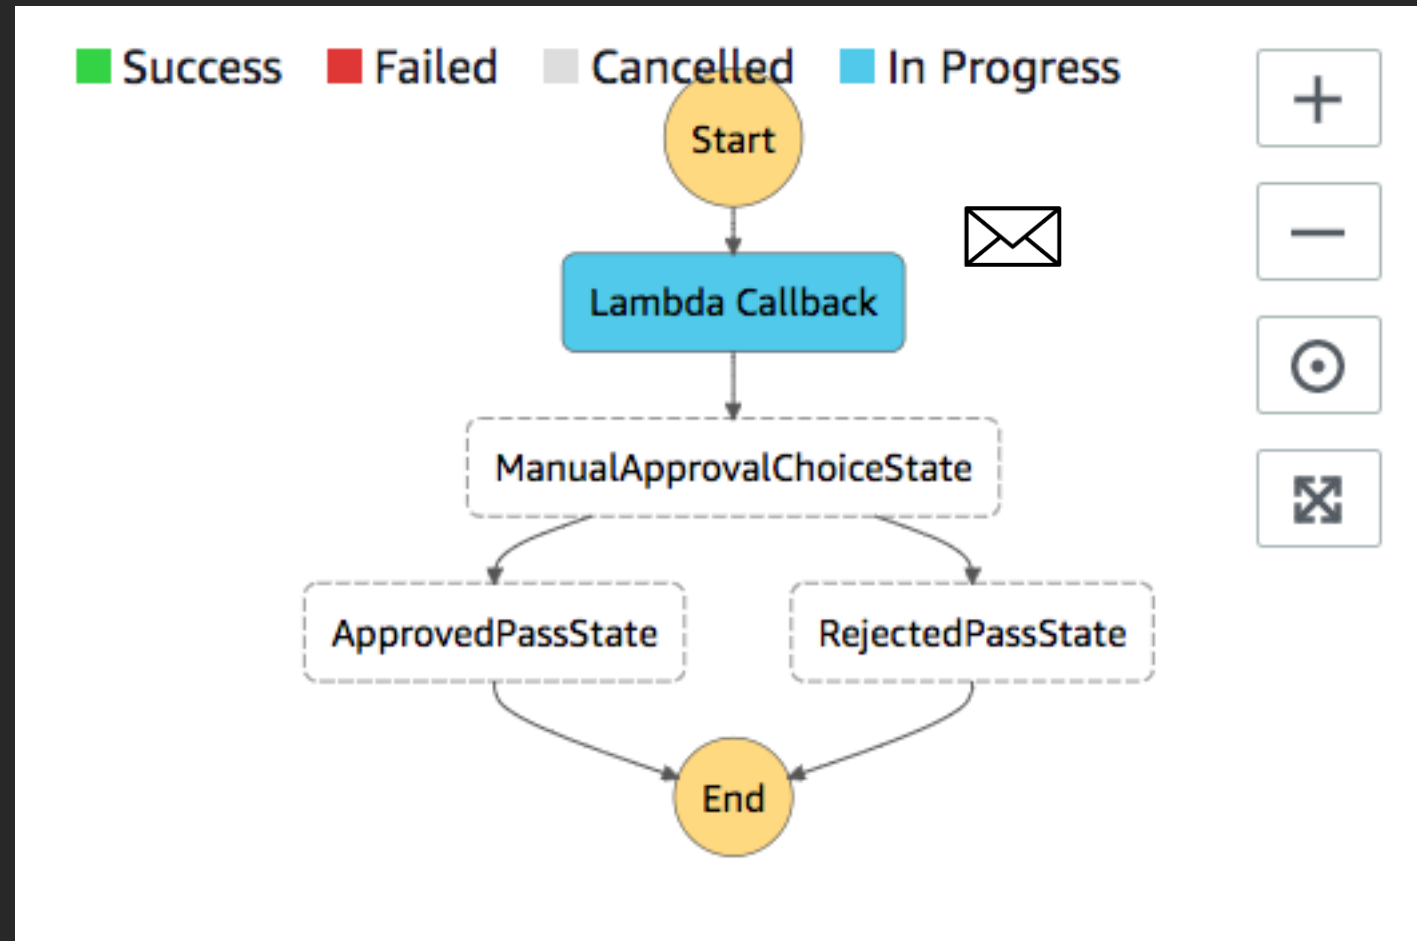 Success Failed Cancelled In Progress
Start
Lambda Callback
ManualApprovalChoiceState
ApprovedPassState RejectedPassState
End